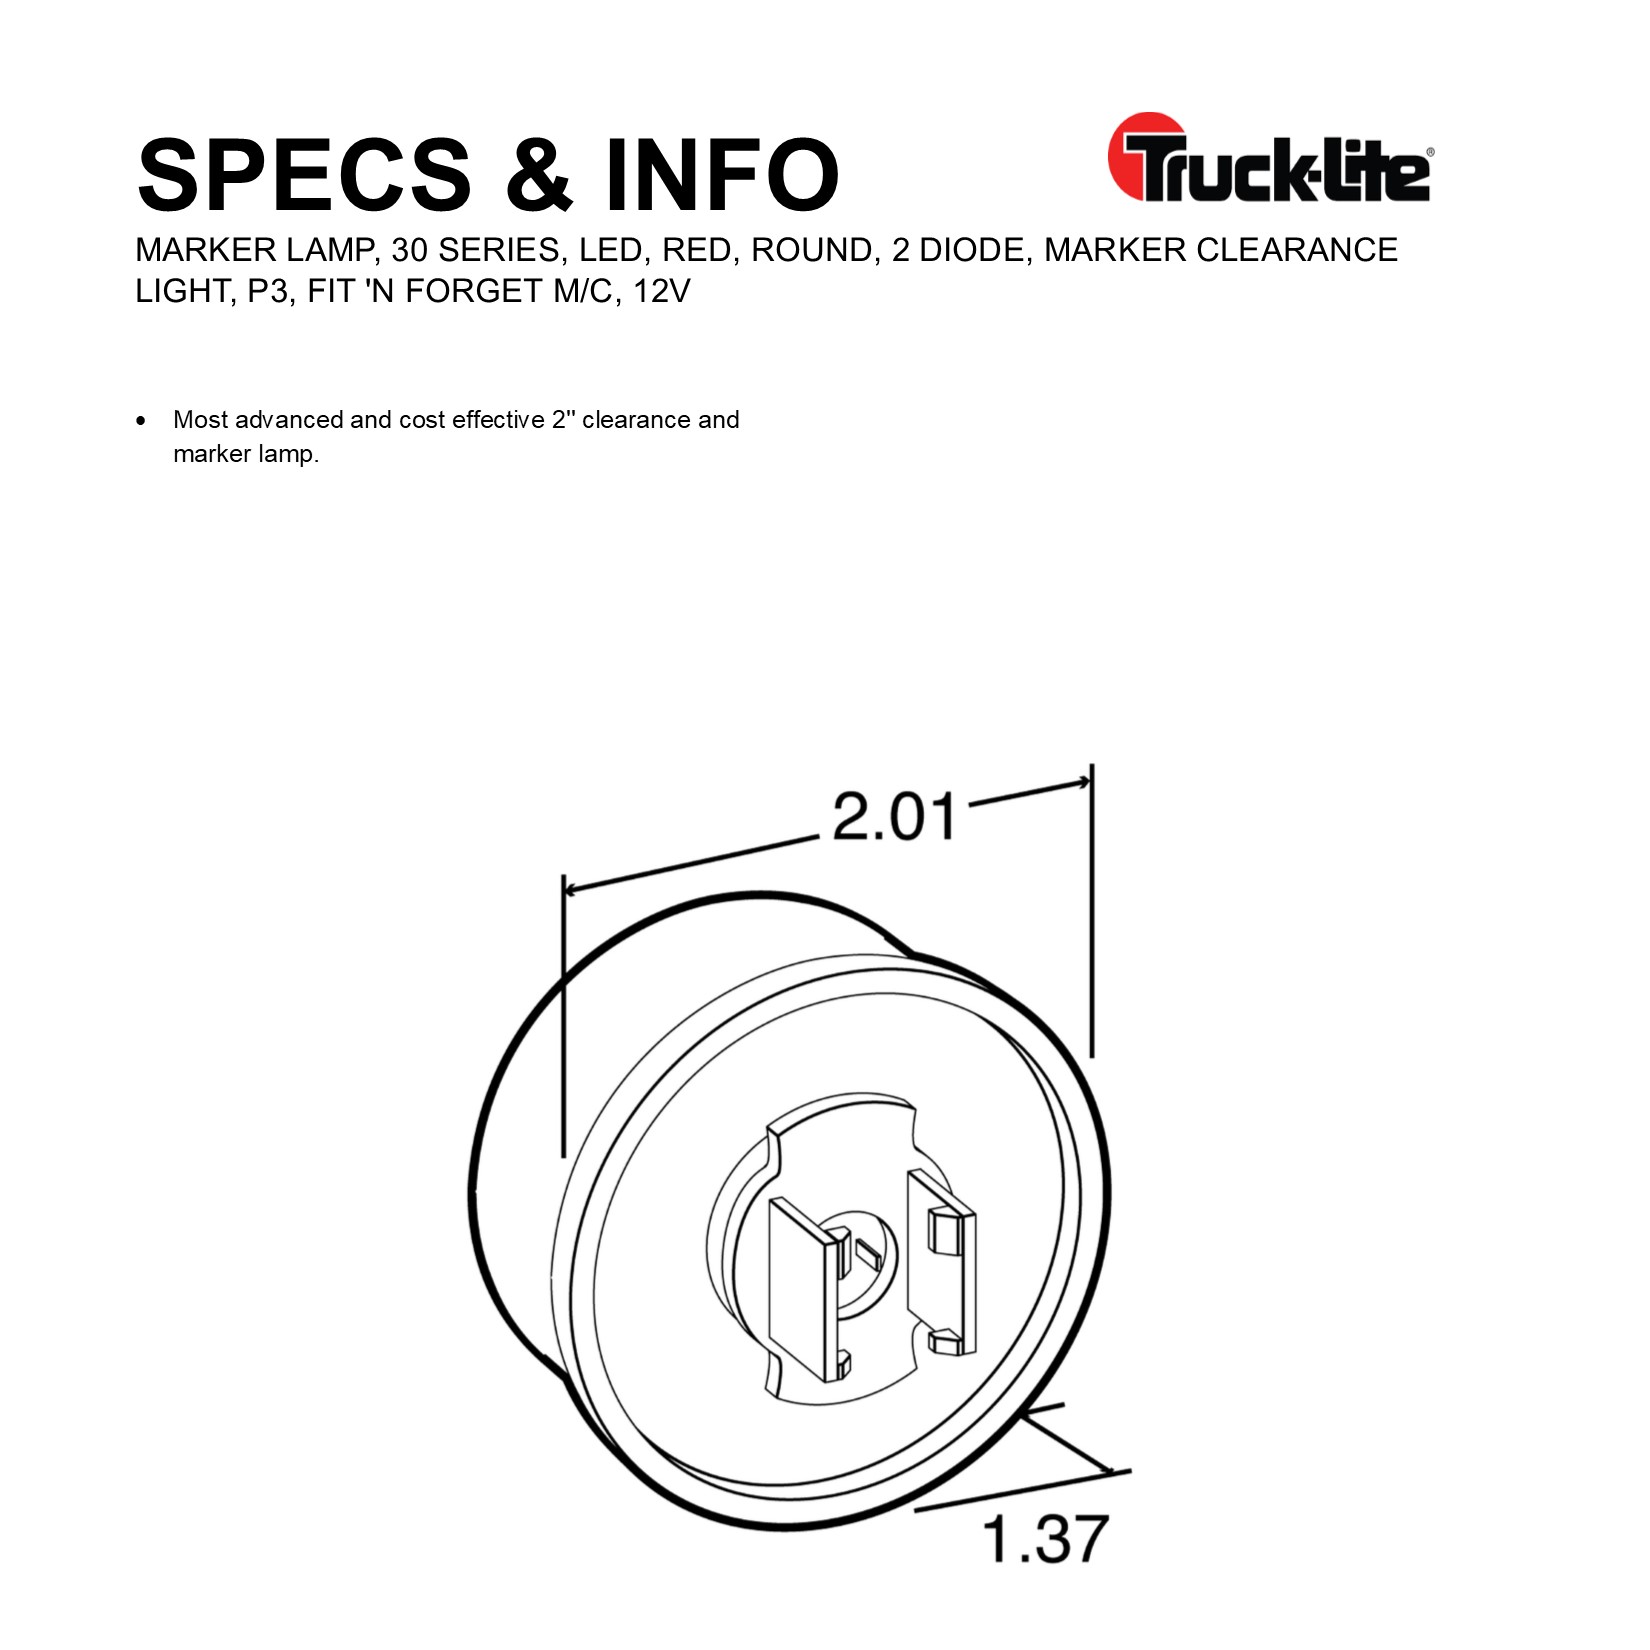 SPECS & INFO
Truck-Lite®
MARKER LAMP, 30 SERIES, LED, RED, ROUND, 2 DIODE, MARKER CLEARANCE
LIGHT, P3, FIT 'N FORGET M/C, 12V
• Most advanced and cost effective 2" clearance and
marker lamp.
2.01
1.37